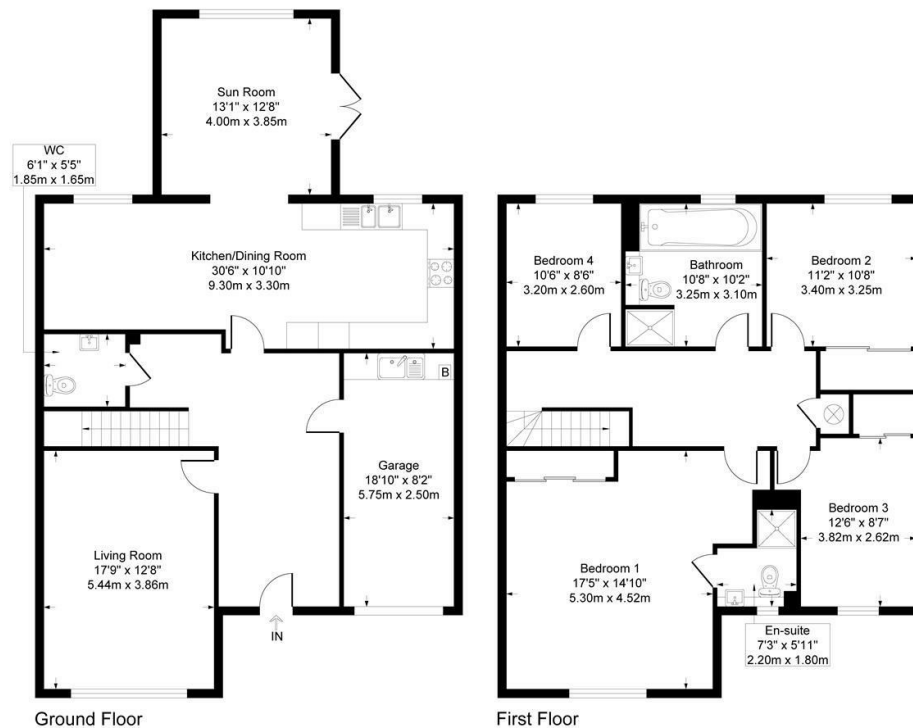 Sun Room
13'1" x 12'8"
4.00m x 3.85m
WC
6'1" x 5'5"
1.85m x 1.65m
Kitchen/Dining Room
30'6" x 10'10"
9.30m x 3.30m
B
Garage
18'10" x 8'2"
5.75m x 2.50m
Living Room
17'9" x 12'8"
5.44m x 3.86m
IN
Ground Floor
Bedroom 4
10'6" x 8'6"
3.20m x 2.60m
Bathroom
10'8" x 10'2"
3.25m x 3.10m
Bedroom 2
11'2" x 10'8"
3.40m x 3.25m
Bedroom 3
12'6" x 8'7"
3.82m x 2.62m
Bedroom 1
17'5" x 14'10"
5.30m x 4.52m
En-suite
7'3" x 5'11"
2.20m x 1.80m
First Floor